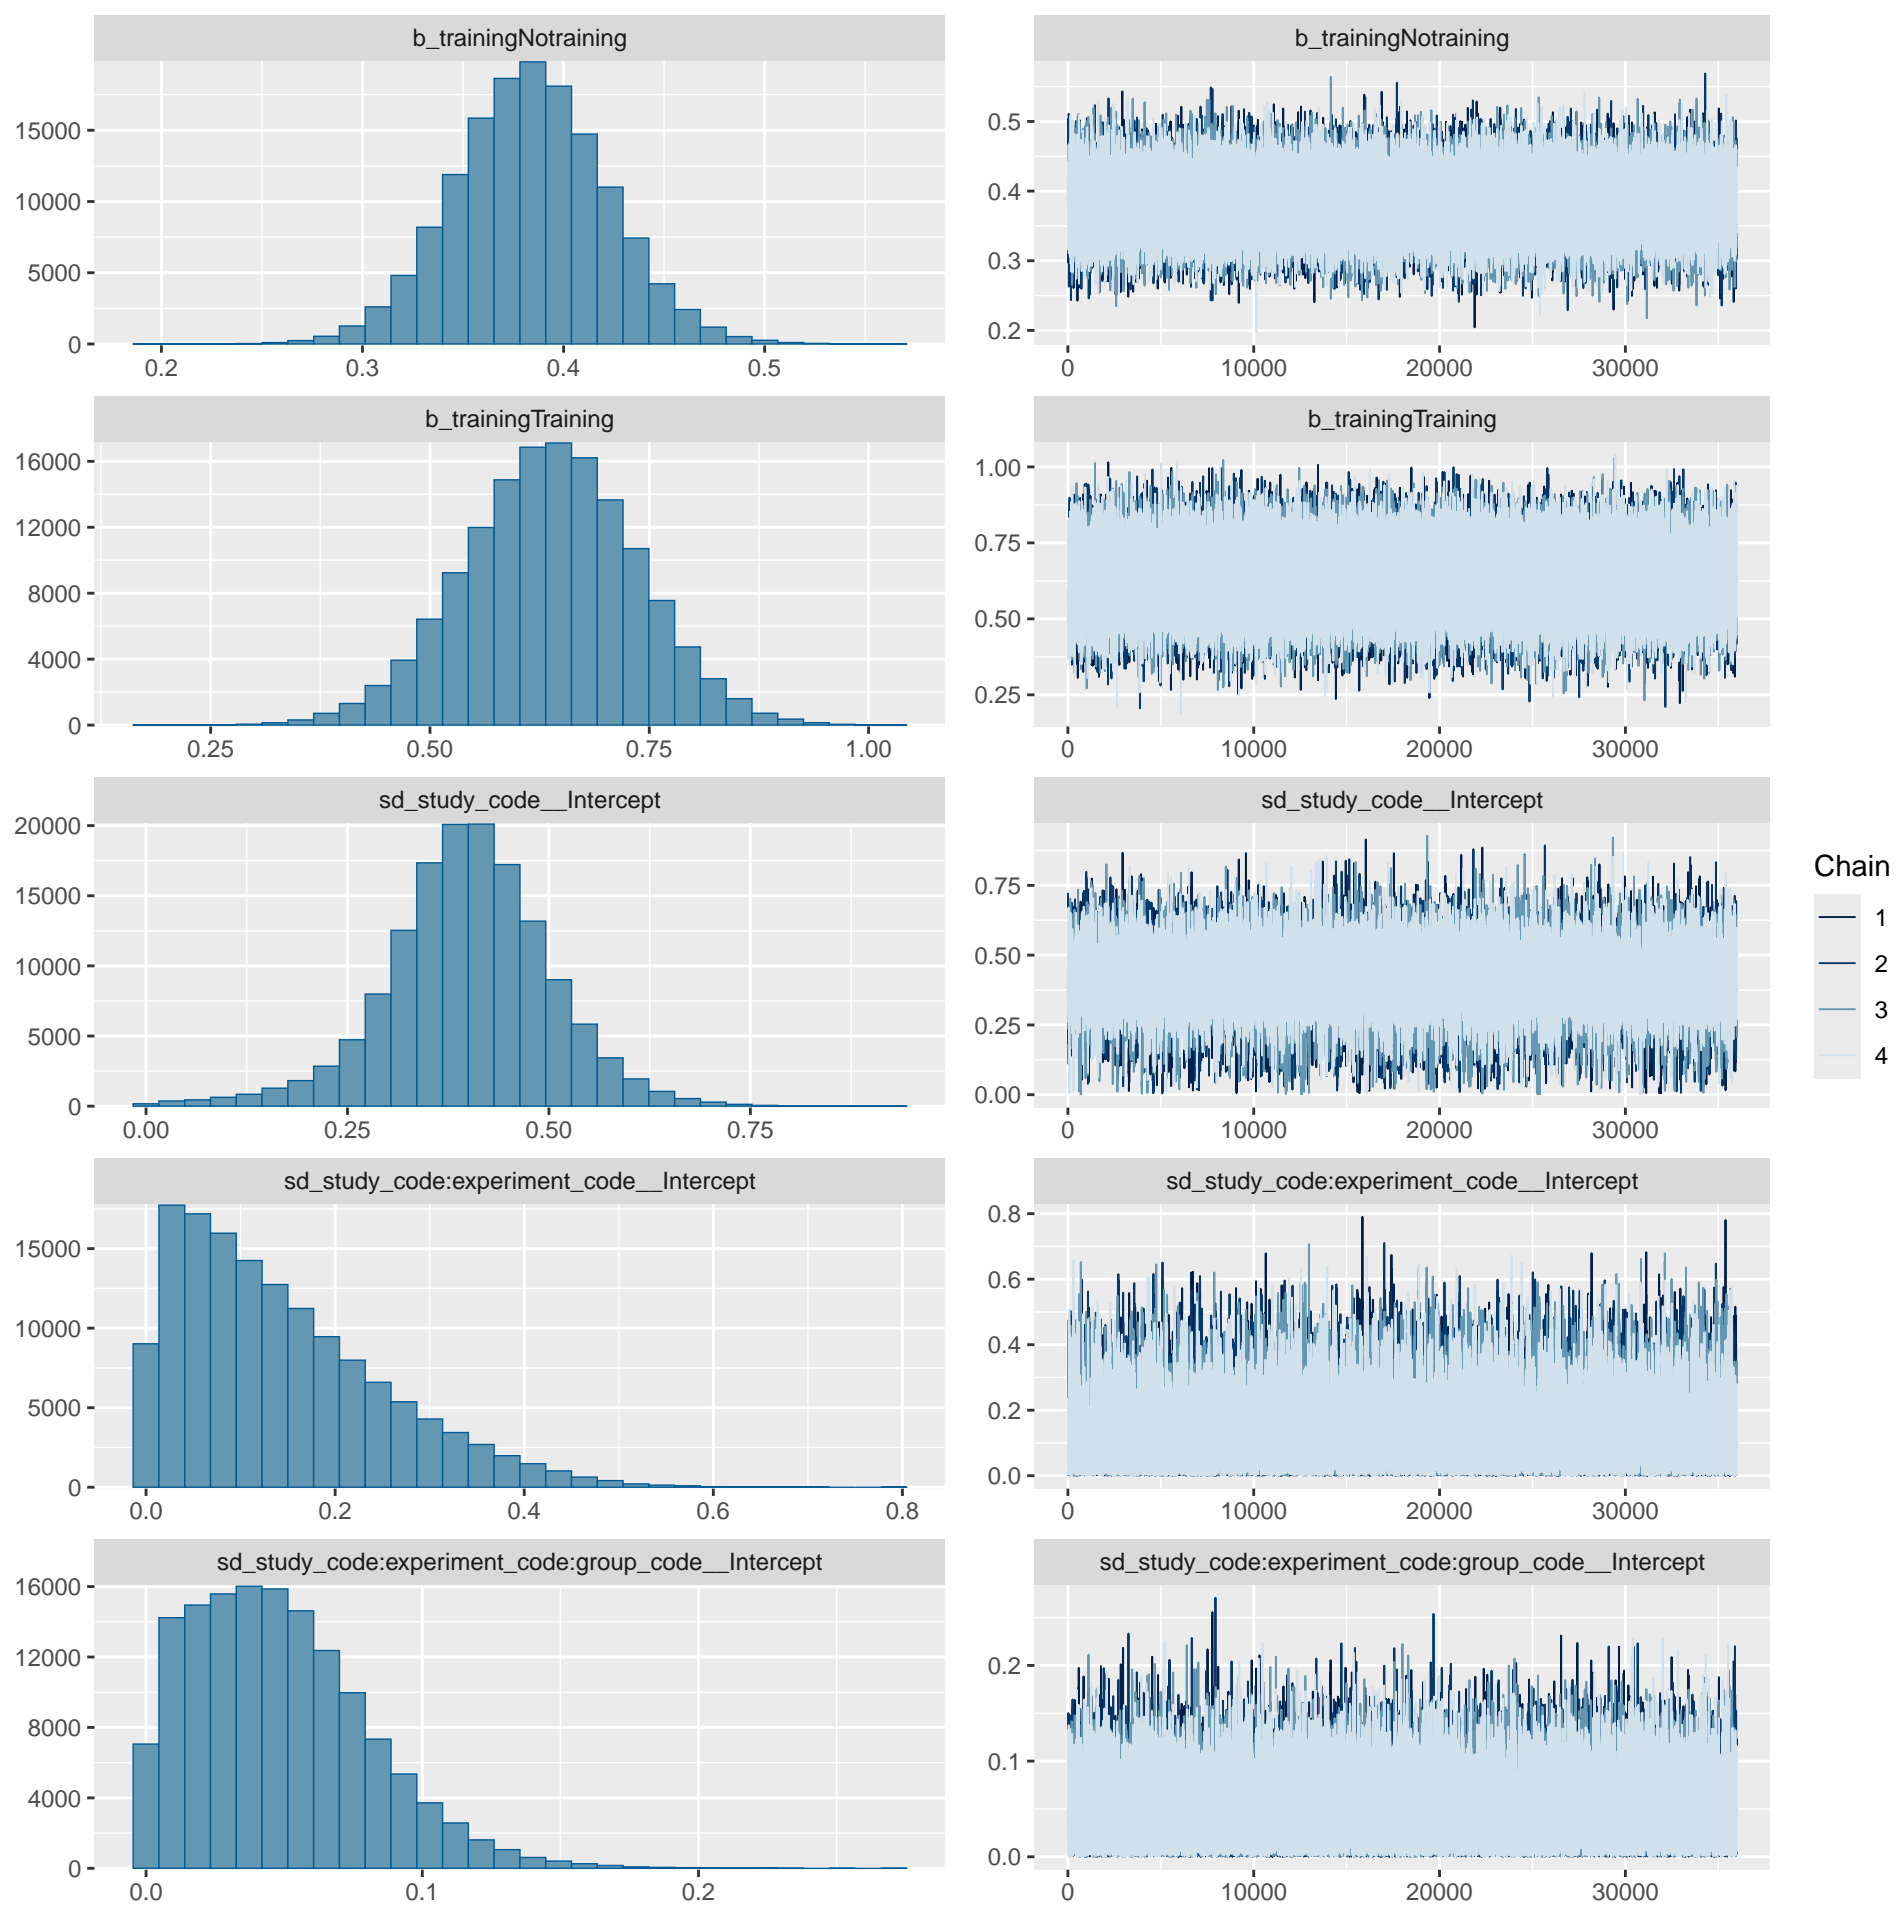 b_trainingNotraining
b_trainingNotraining
15000
10000
5000
0
0.2 0.3 0.4 0.5
0.5
0.4
0.3
0.2
0 10000 20000 30000
b_trainingTraining
b_trainingTraining
16000
12000
8000
4000
0
0.25 0.50 0.75 1.00
1.00
0.75
0.50
0.25
0 10000 20000 30000
sd_study_code__Intercept
sd_study_code__Intercept
20000
15000
10000
5000
0
0.00 0.25 0.50 0.75
0.75
0.50
0.25
0.00
0 10000 20000 30000
sd_study_code:experiment_code__Intercept
sd_study_code:experiment_code__Intercept
15000
10000
5000
0
0.0 0.2 0.4 0.6 0.8
0.8
0.6
0.4
0.2
0.0
0 10000 20000 30000
sd_study_code:experiment_code:group_code__Intercept
sd_study_code:experiment_code:group_code__Intercept
16000
12000
8000
4000
0
0.0 0.1 0.2
0.2
0.1
0.0
0 10000 20000 30000
Chain
1
2
3
4